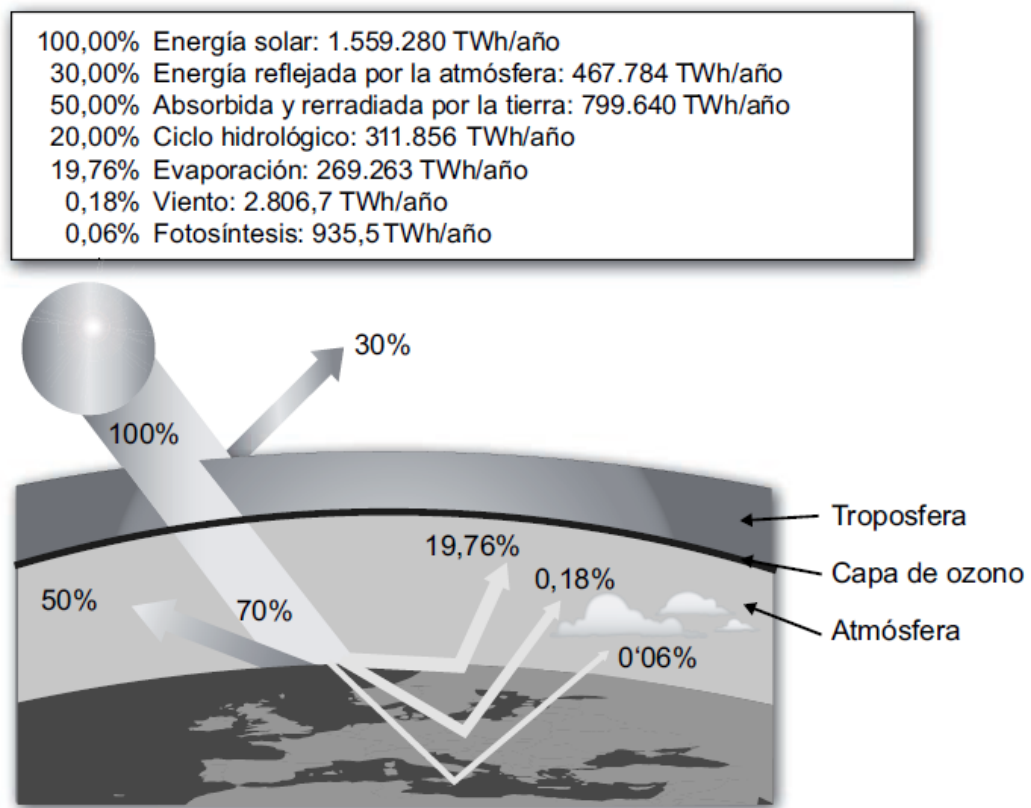 100,00% Energía solar: 1.559.280 TWh/año
30,00% Energía reflejada por la atmósfera: 467.784 TWh/año
50,00% Absorbida y rerradiada por la tierra: 799.640 TWh/año
20,00% Ciclo hidrológico: 311.856 TWh/año
19,76% Evaporación: 269.263 TWh/año
0,18% Viento: 2.806,7 TWh/año
0,06% Fotosíntesis: 935,5 TWh/año
30%
100%
Troposfera
19,76%
Capa de ozono
0,18%
50%
70%
Atmósfera
0‘06%